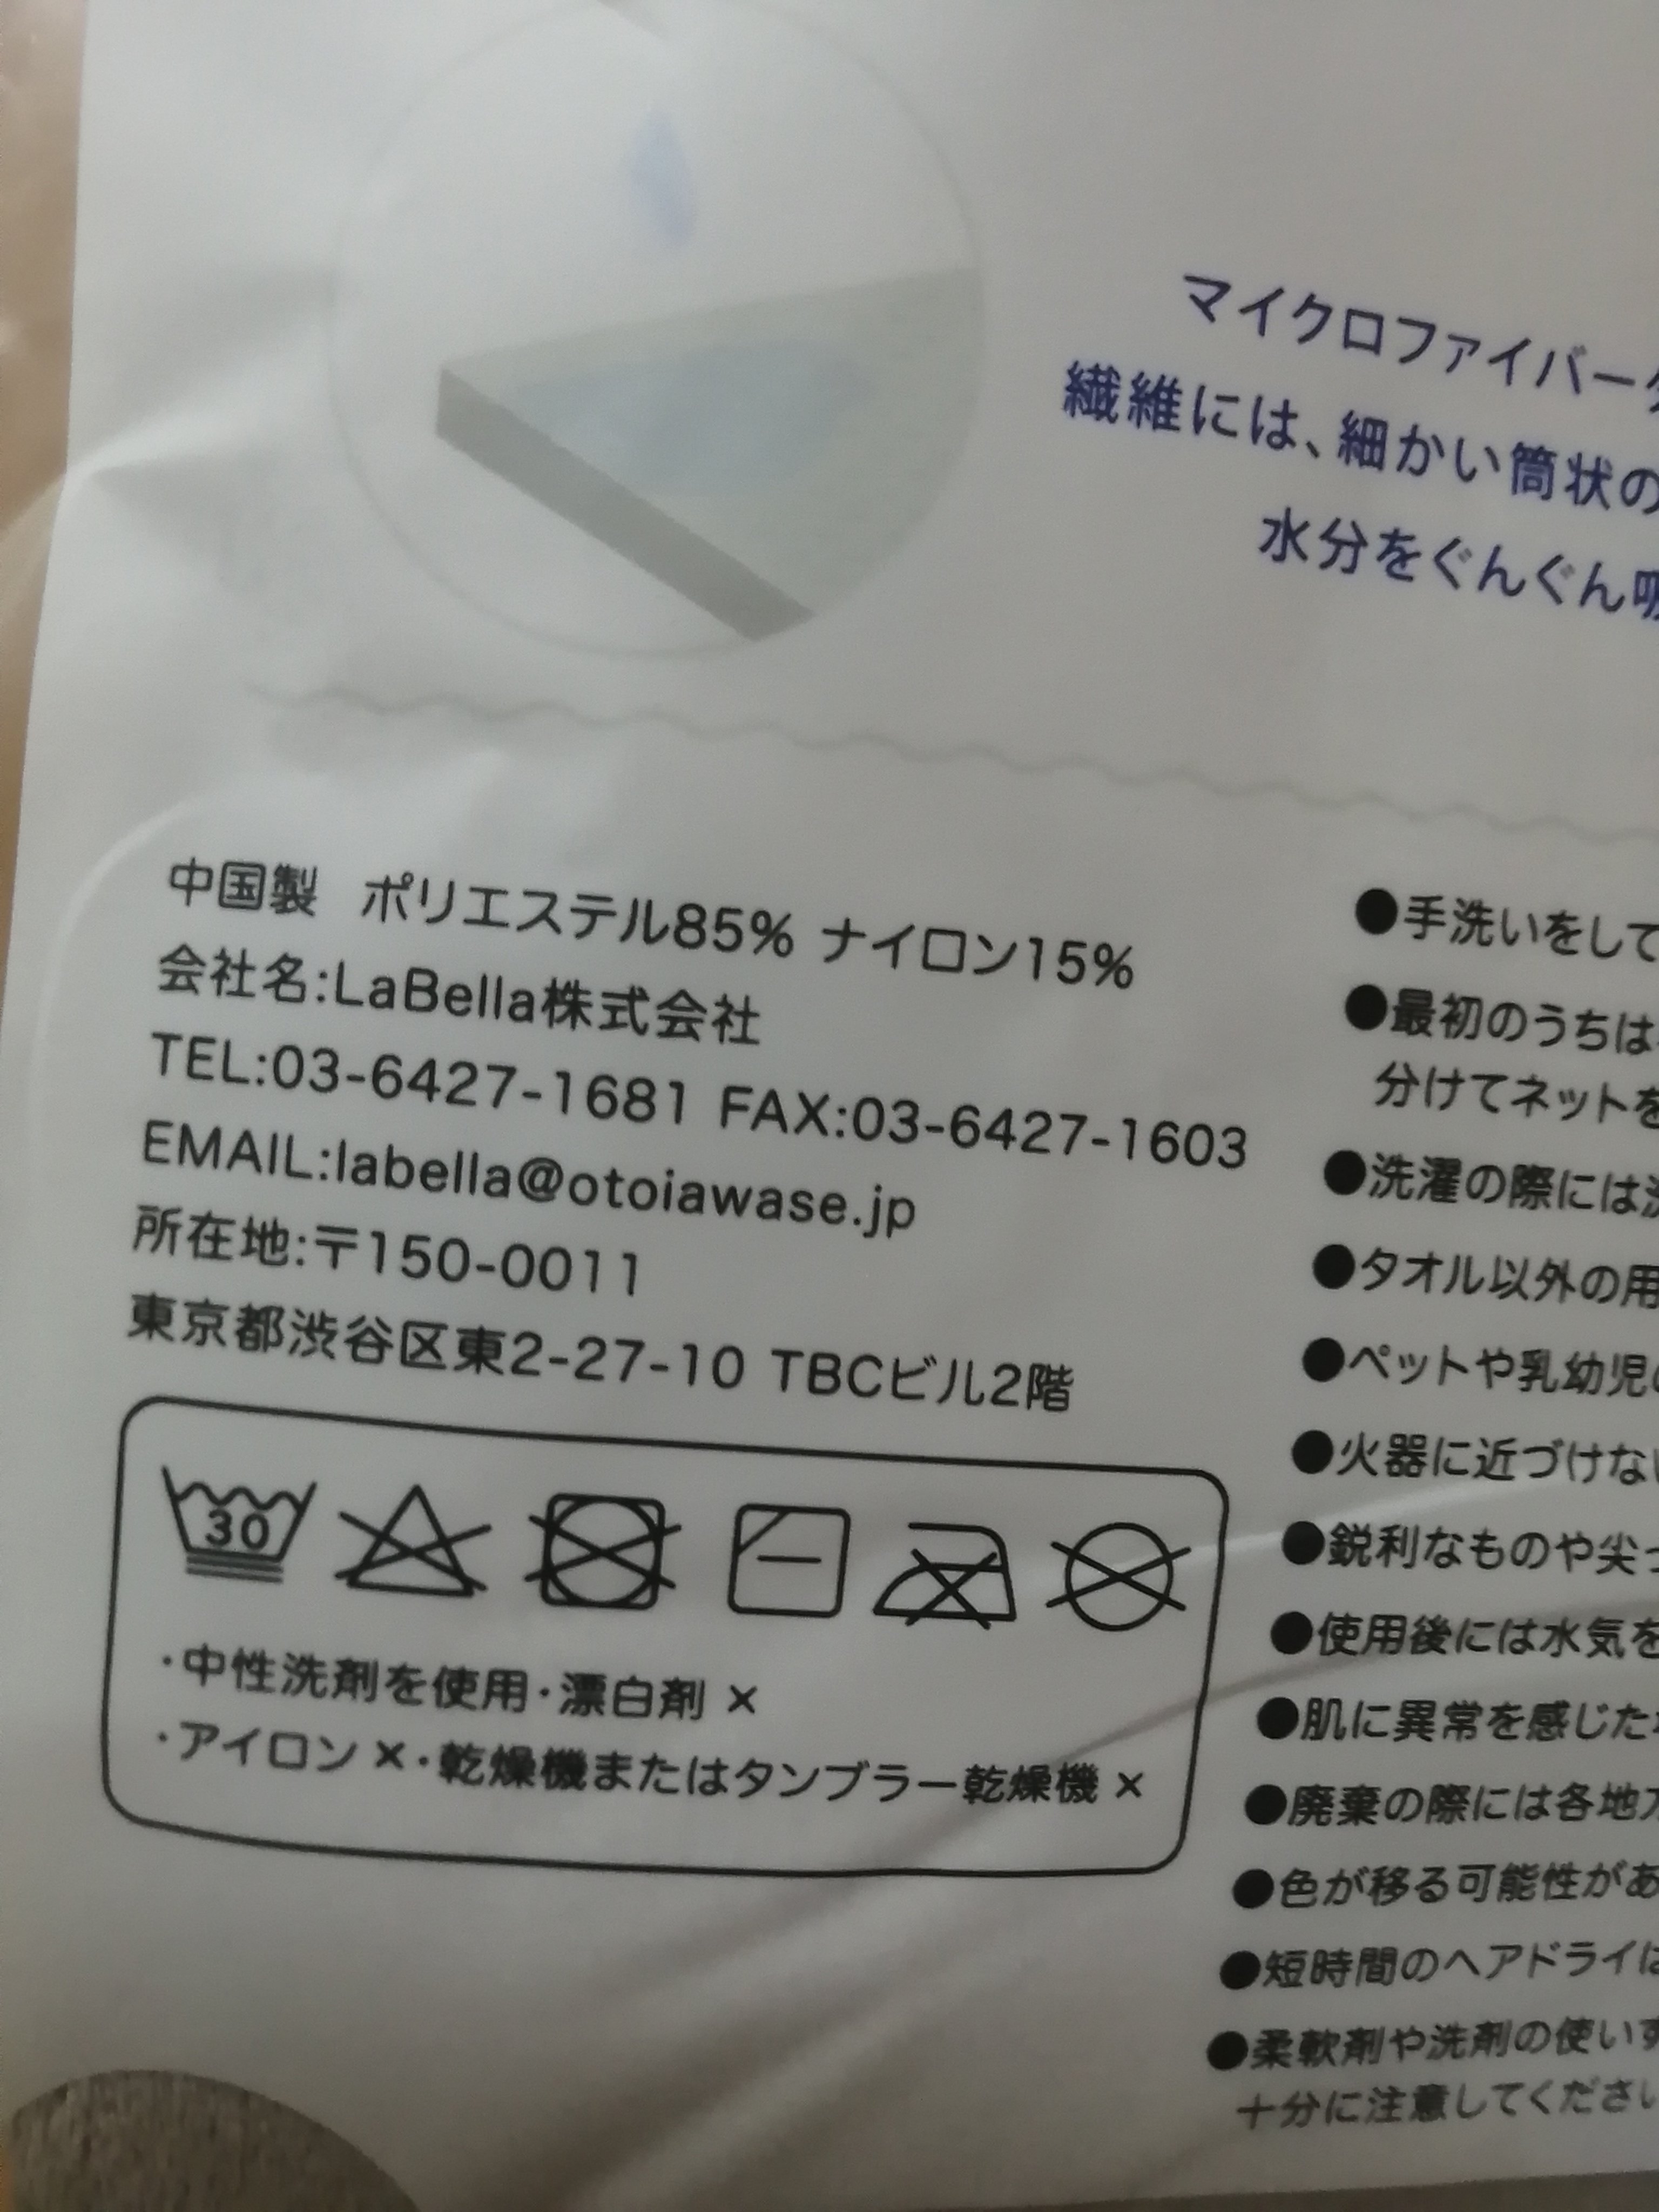 マイクロファイバー
繊維には、細かい筒状の
水分をぐんぐん吸
中国製 ポリエステル85% ナイロン15%
会社名:LaBella株式会社
TEL:03-6427-1681 FAX:03-6427-1603
EMAIL:labella@otoiawase.jp
所在地:〒150-0011
東京都渋谷区東2-27-10 TBCビル2階
30
・中性洗剤を使用・漂白剤 ×
・アイロン ×・乾燥機またはタンブラー乾燥機 ×
●手洗いをして
●最初のうちは
分けてネットを
●洗濯の際には
●タオル以外の用
●ペットや乳幼児
●火器に近づけない
●鋭利なものや尖っ
●使用後には水気を
●肌に異常を感じた
●廃棄の際には各地
●色が移る可能性があ
●短時間のヘアドライは
●柔軟剤や洗剤の使いす
十分に注意してください